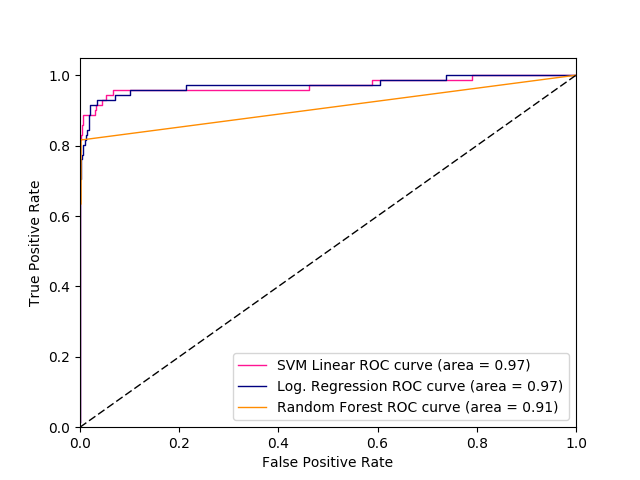 1.0
0.8
0.6
0.4
0.2
0.0
True Positive Rate
SVM Linear ROC curve (area = 0.97)
Log. Regression ROC curve (area = 0.97)
Random Forest ROC curve (area = 0.91)
0.0 0.2 0.4 0.6 0.8 1.0
False Positive Rate